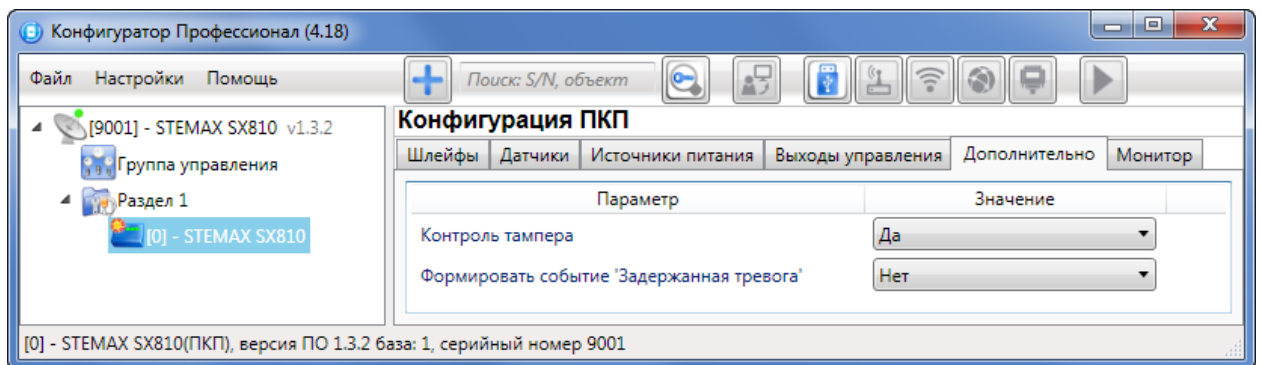 Конфигуратор Профессионал (4.18)
Файл Настройки Помощь Поиск: S/N, объект
[9001] - STEMAX SX810 v1.3.2
Группа управления
Раздел 1
[0] - STEMAX SX810
Конфигурация ПКП
Шлейфы Датчики Источники питания Выходы управления Дополнительно Монитор
Параметр Значение
Контроль тампера Да
Формировать событие 'Задержанная тревога' Нет
[0] - STEMAX SX810(ПКП), версия ПО 1.3.2 база: 1, серийный номер 9001